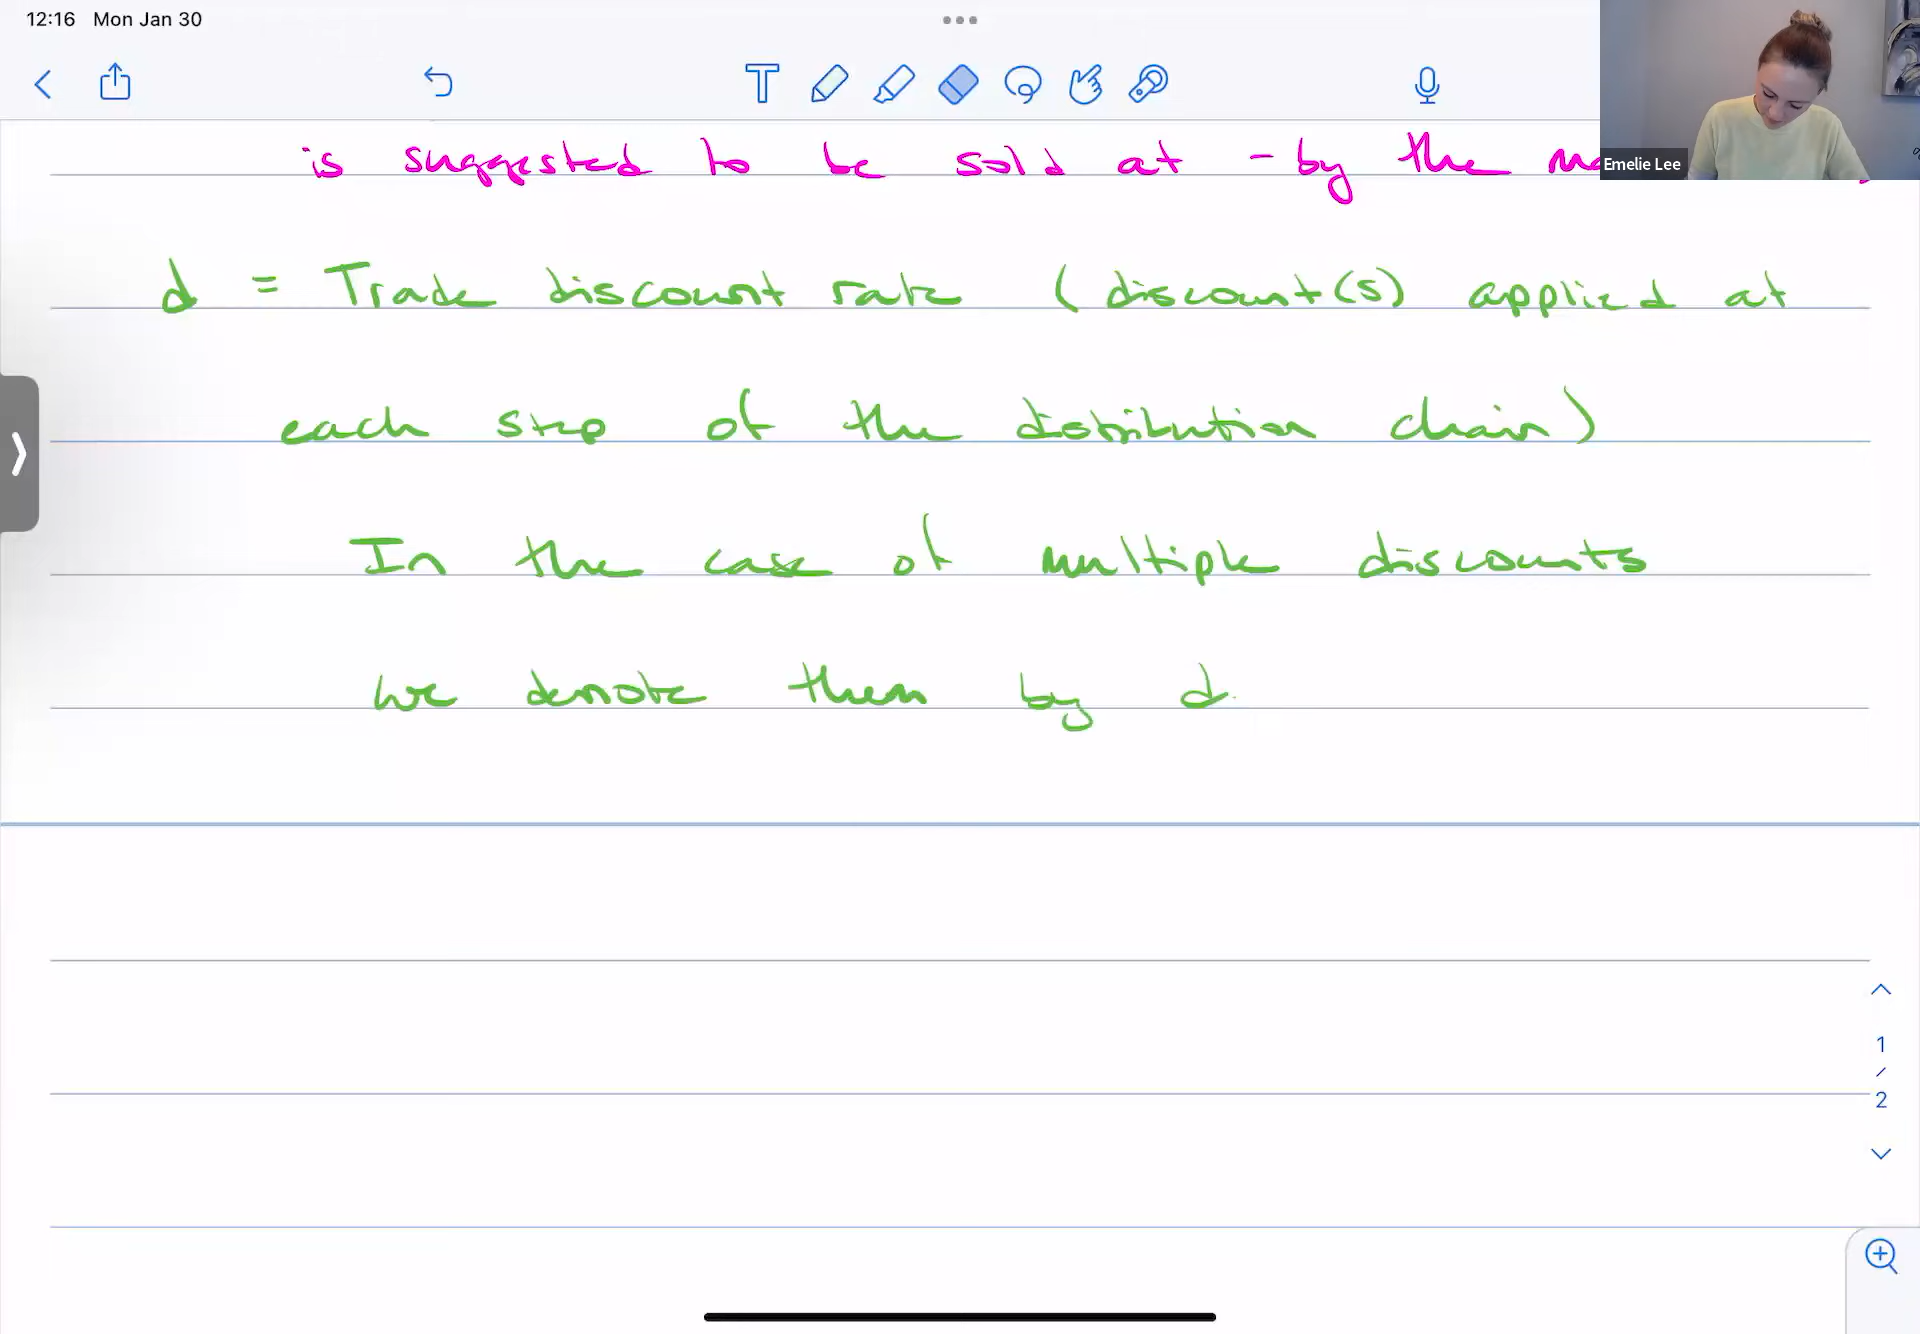 12:16 Mon Jan 30
Emelie Lee
is suggested to be sold at - by the
d = Trade discount rate (discount(s) applied at
each step of the distribution chain)
In the case of multiple discounts
we denote them by d
1
/
2